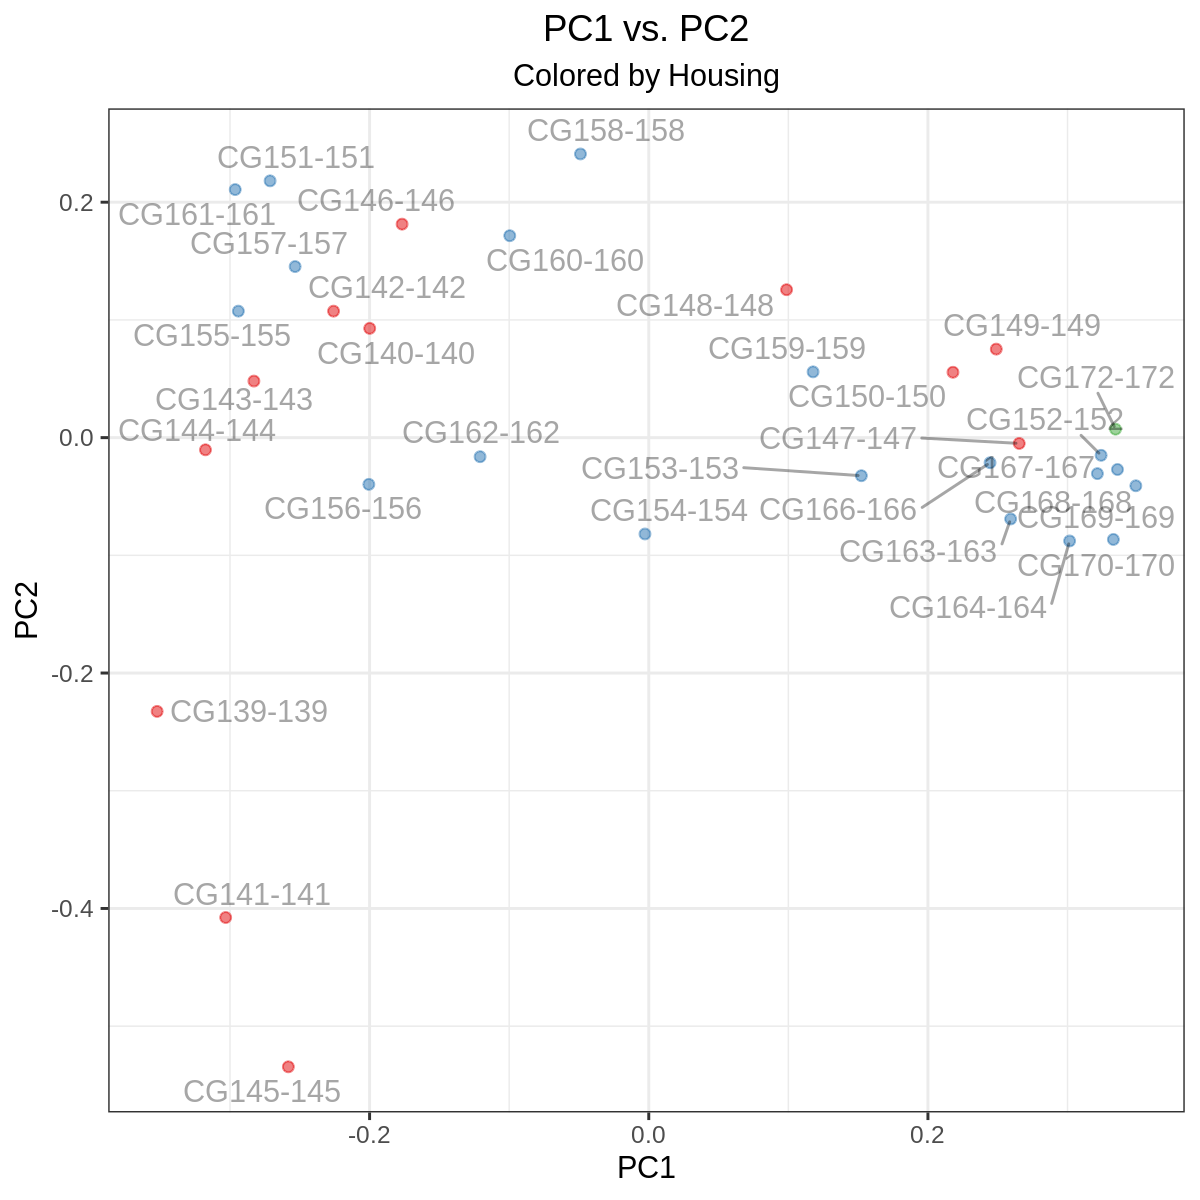 PC1 vs. PC2
Colored by Housing
CG158-158
CG151-151
CG146-146
CG161-161
CG157-157
CG160-160
CG142-142
CG148-148
CG155-155
CG140-140
CG149-149
CG159-159
CG172-172
CG143-143
CG150-150
CG144-144
CG162-162
CG152-152
CG147-147
CG153-153
CG167-167
CG156-156
CG154-154
CG166-166
CG168-168
CG169-169
CG163-163
CG170-170
CG164-164
CG139-139
CG141-141
CG145-145
0.2
0.0
-0.2
-0.4
PC2
-0.2
0.0
0.2
PC1